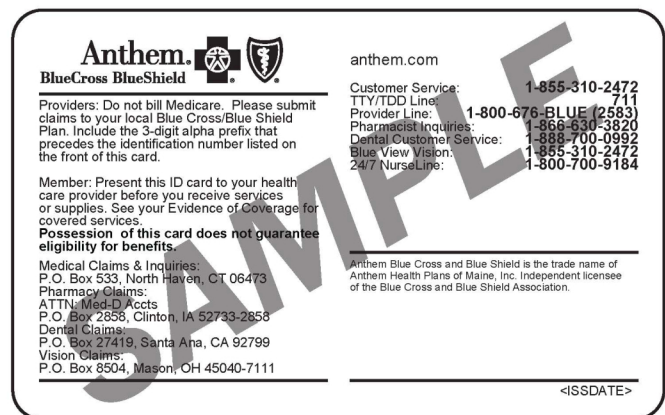 Anthem.
BlueCross BlueShield
Providers: Do not bill Medicare. Please submit
claims to your local Blue Cross/Blue Shield
Plan. Include the 3-digit alpha prefix that
precedes the identification number listed on
the front of this card.
Member: Present this ID card to your health
care provider before you receive services
or supplies. See your Evidence of Coverage for
covered services.
Possession of this card does not guarantee
eligibility for benefits.
Medical Claims & Inquiries:
P.O. Box 533, North Haven, CT 06473
Pharmacy Claims:
ATTN: Med-D Accts
P.O. Box 2858, Clinton, IA 52733-2858
Dental Claims:
P.O. Box 27419, Santa Ana, CA 92799
Vision Claims:
P.O. Box 8504, Mason, OH 45040-7111
anthem.com
Customer Service: 1-855-310-2472
TTY/TDD Line: 711
Provider Line: 1-800-676-BLUE (2583)
Pharmacist Inquiries: 1-866-630-3820
Dental Customer Service: 1-888-700-0992
Blue View Vision: 1-855-310-2472
24/7 NurseLine: 1-800-700-9184
Anthem Blue Cross and Blue Shield is the trade name of
Anthem Health Plans of Maine, Inc. Independent licensee
of the Blue Cross and Blue Shield Association.
<ISSDATE>
SAMPLE